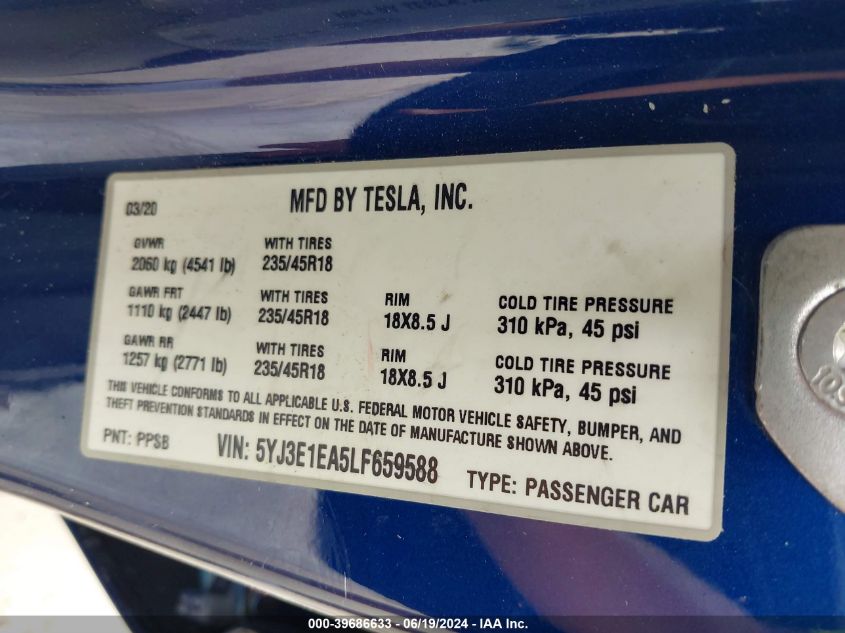 03/20 MFD BY TESLA, INC.
GVWR WITH TIRES
2060 kg (4541 lb) 235/45R18
GAWR FRT WITH TIRES RIM COLD TIRE PRESSURE
1110 kg (2447 lb) 235/45R18 18X8.5 J 310 kPa, 45 psi
GAWR RR WITH TIRES RIM COLD TIRE PRESSURE
1257 kg (2771 lb) 235/45R18 18X8.5 J 310 kPa, 45 psi
THIS VEHICLE CONFORMS TO ALL APPLICABLE U.S. FEDERAL MOTOR VEHICLE SAFETY, BUMPER, AND
THEFT PREVENTION STANDARDS IN EFFECT ON THE DATE OF MANUFACTURE SHOWN ABOVE.
PNT: PPSB VIN: 5YJ3E1EA5LF659588 TYPE: PASSENGER CAR
000-39686633 - 06/19/2024 - IAA Inc.